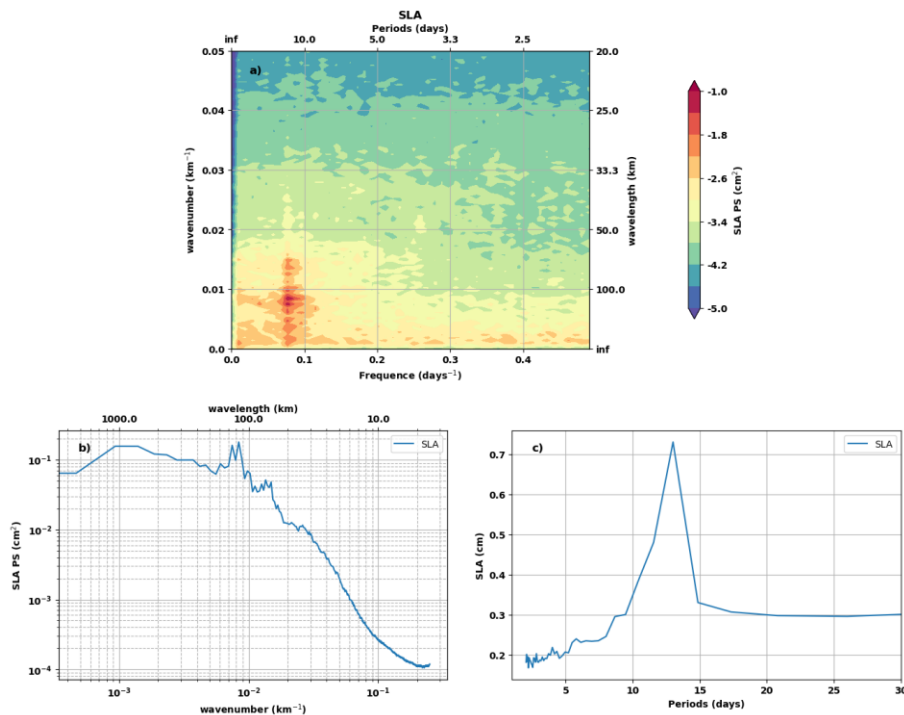 SLA
Periods (days)
inf 10.0 5.0 3.3 2.5
a)
0.05 20.0
0.04 25.0
0.03 33.3
0.02 50.0
0.01 100.0
0.0 inf
wavenumber (km⁻¹)
wavelength (km)
0.0 0.1 0.2 0.3 0.4
Frequence (days⁻¹)
-1.0
-1.8
-2.6
-3.4
-4.2
-5.0
SLA PS (cm²)
wavelength (km)
1000.0 100.0 10.0
b)
SLA
10⁻¹
10⁻²
10⁻³
10⁻⁴
SLA PS (cm²)
10⁻³ 10⁻² 10⁻¹
wavenumber (km⁻¹)
c)
SLA
0.7
0.6
0.5
0.4
0.3
0.2
SLA (cm)
5 10 15 20 25 30
Periods (days)